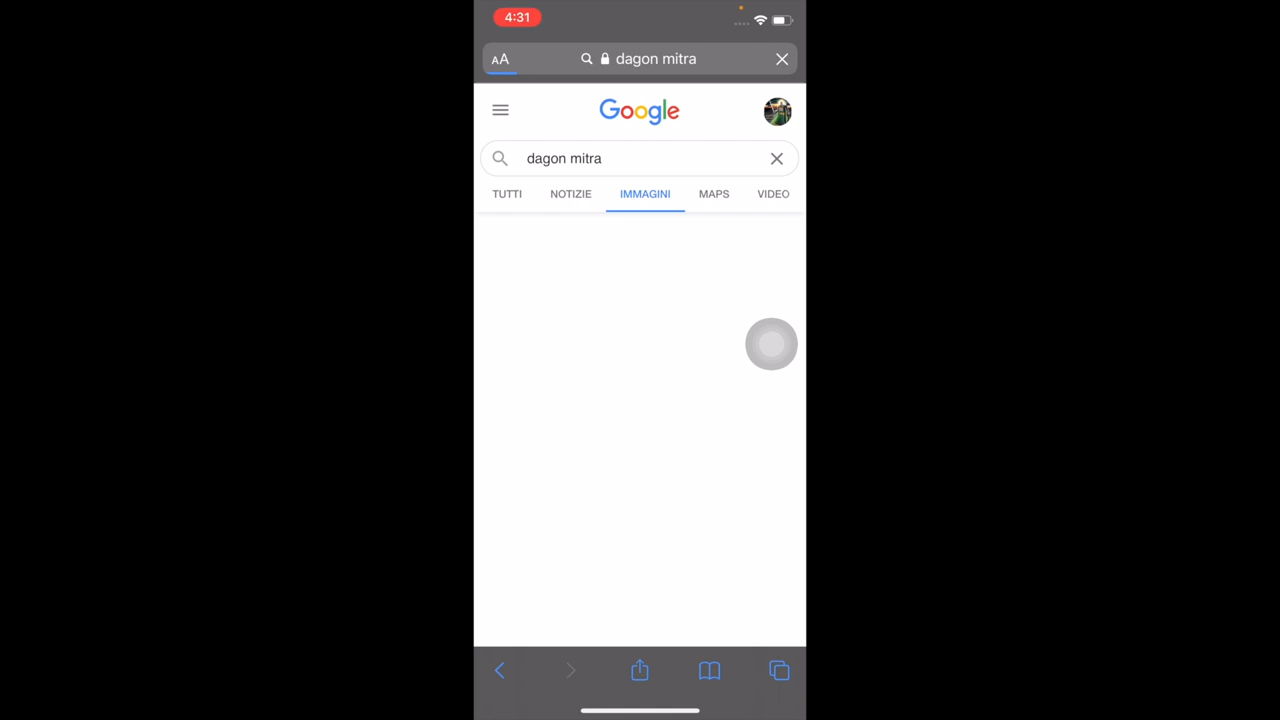 4:31
AA dagon mitra
Google
dagon mitra
TUTTI NOTIZIE IMMAGINI MAPS VIDEO